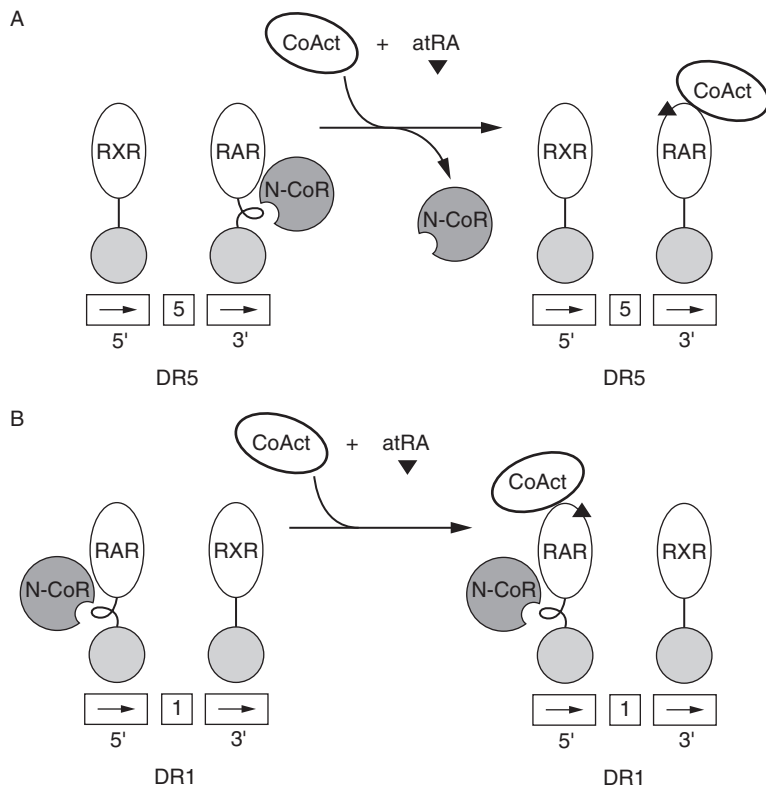 A
CoAct + atRA
CoAct
RXR RAR RXR RAR
N-CoR
N-CoR
5 5
5' 3' 5' 3'
DR5 DR5
B
CoAct + atRA
CoAct
RAR RXR RAR RXR
N-CoR N-CoR
1 1
5' 3' 5' 3'
DR1 DR1